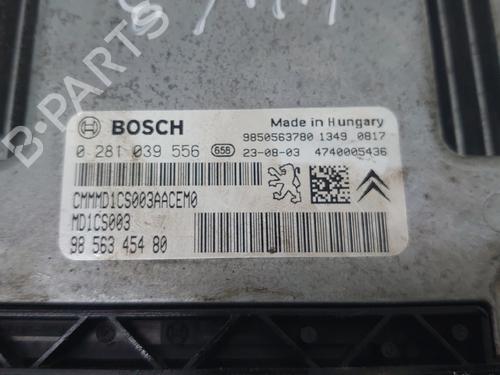 BOSCH
Made in Hungary
9850563780 1349 0817
0 281 039 556 658 23-08-03 4740005436
CMMMD1CS003AACEM0
MD1CS003
98 563 454 80
B-PARTS